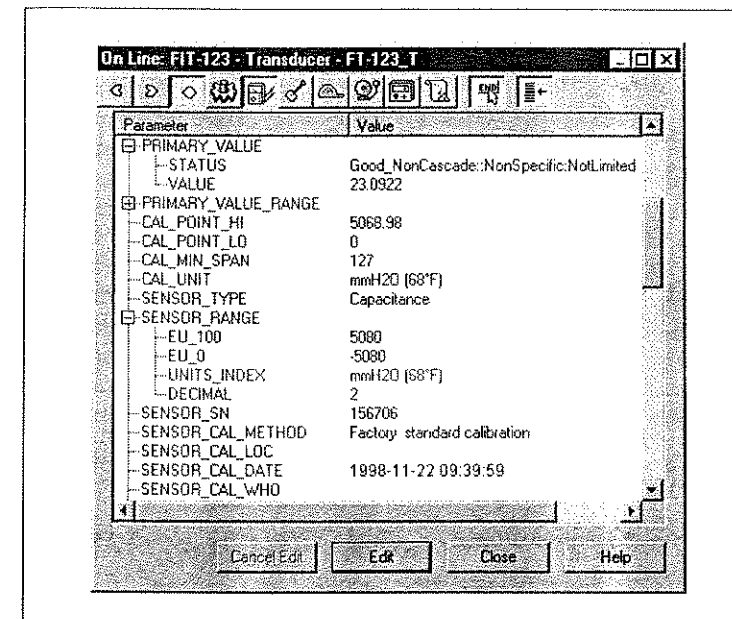 On Line: FIT-123 - Transducer - FT-123_T
Parameter Value
PRIMARY_VALUE
STATUS Good_NonCascade::NonSpecific:NotLimited
VALUE 23.0922
PRIMARY_VALUE_RANGE
CAL_POINT_HI 5068.98
CAL_POINT_LO 0
CAL_MIN_SPAN 127
CAL_UNIT mmH2O (68°F)
SENSOR_TYPE Capacitance
SENSOR_RANGE
EU_100 5080
EU_0 -5080
UNITS_INDEX mmH2O (68°F)
DECIMAL 2
SENSOR_SN 156706
SENSOR_CAL_METHOD Factory standard calibration
SENSOR_CAL_LOC
SENSOR_CAL_DATE 1998-11-22 09:39:59
SENSOR_CAL_WHO
Cancel Edit Edit Close Help